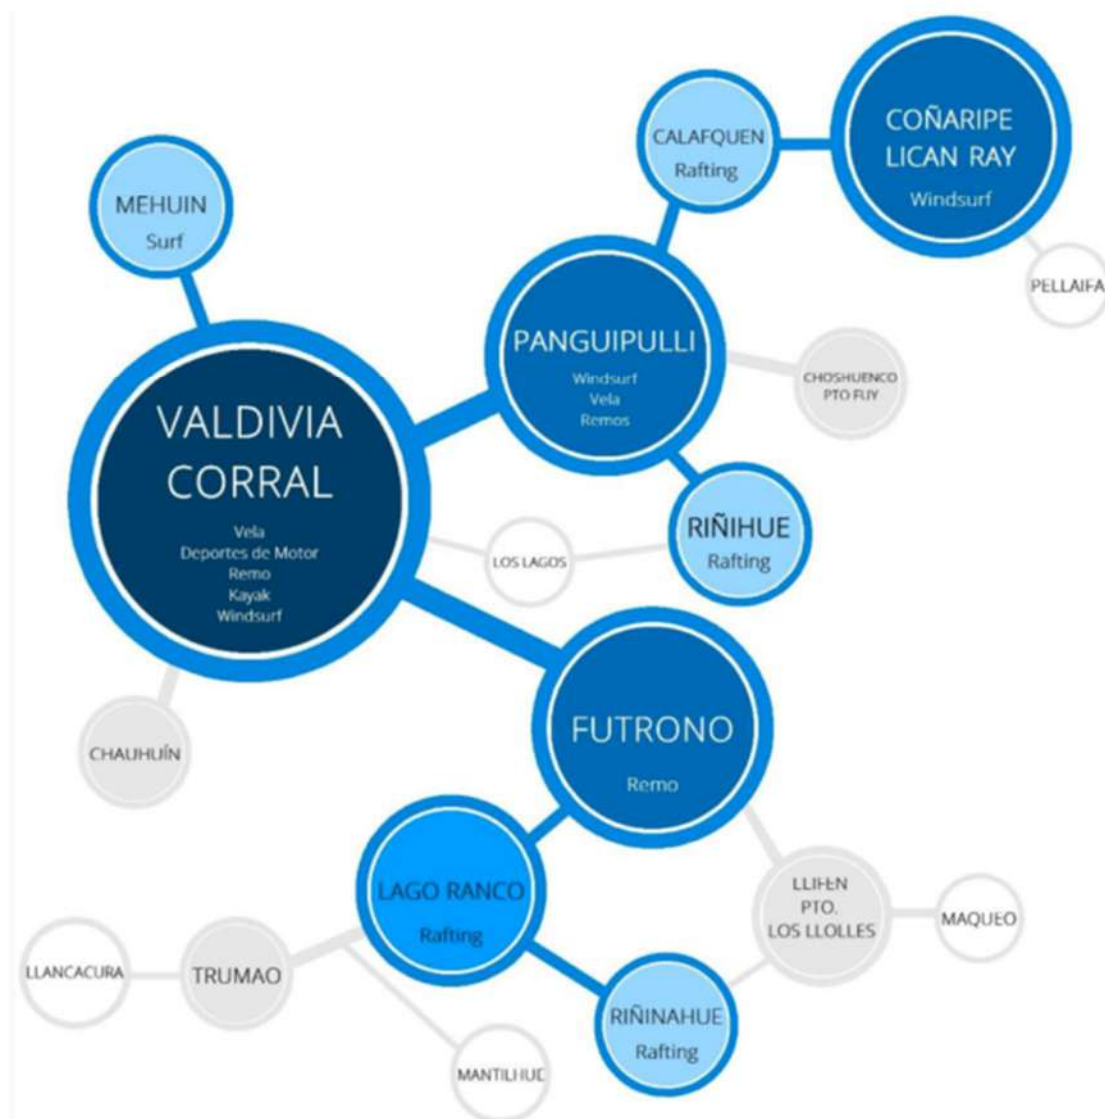 COÑARIPE
LICAN RAY
Windsurf
CALAFQUEN
Rafting
MEHUIN
Surf
PELLAIFA
PANGUIPULLI
Windsurf
Vela
Remos
CHOSHUENCO
PTO FUY
VALDIVIA
CORRAL
Vela
Deportes de Motor
Remo
Kayak
Windsurf
RIÑIHUE
Rafting
LOS LAGOS
CHAUHUÍN
FUTRONO
Remo
LAGO RANCO
Rafting
LLIFEN
PTO.
LOS LLOLLES
MAQUEO
LLANCACURA
TRUMAO
RIÑINAHUE
Rafting
MANTILHUE